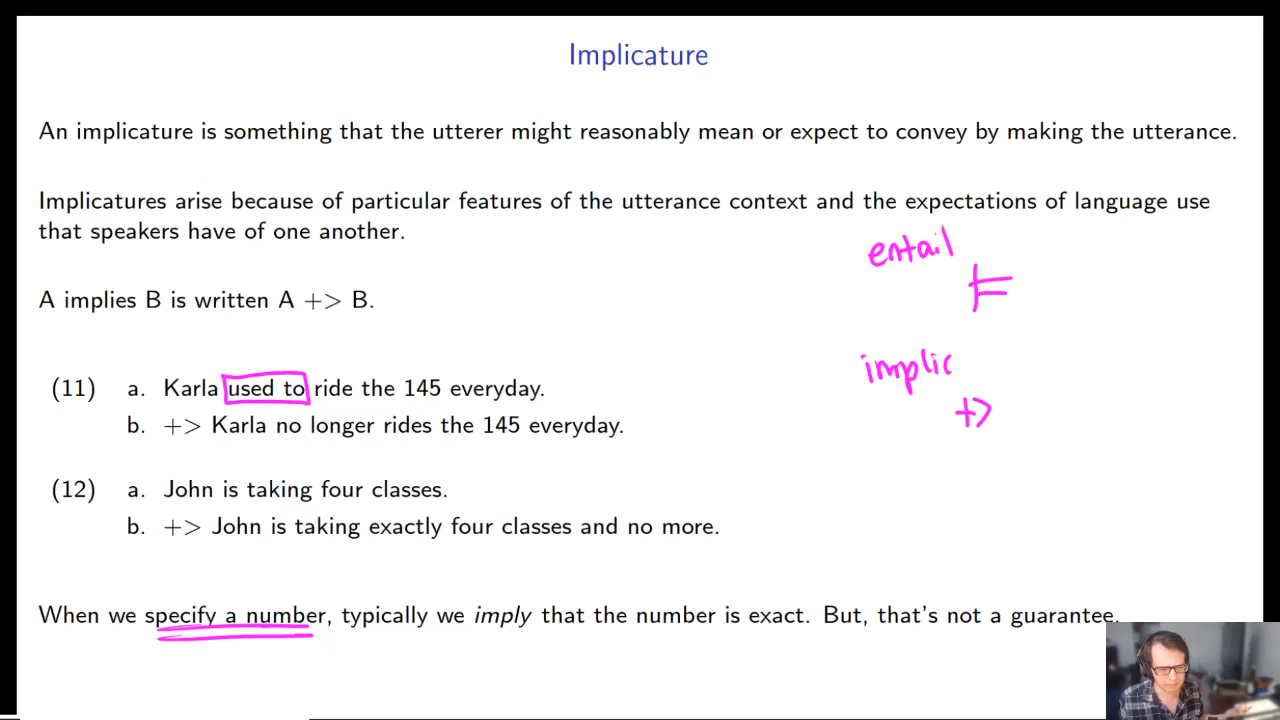 Implicature
An implicature is something that the utterer might reasonably mean or expect to convey by making the utterance.
Implicatures arise because of particular features of the utterance context and the expectations of language use
that speakers have of one another.
entail
⊨
A implies B is written A +> B.
implic
+>
(11) a. Karla used to ride the 145 everyday.
b. +> Karla no longer rides the 145 everyday.
(12) a. John is taking four classes.
b. +> John is taking exactly four classes and no more.
When we specify a number, typically we imply that the number is exact. But, that's not a guarantee.